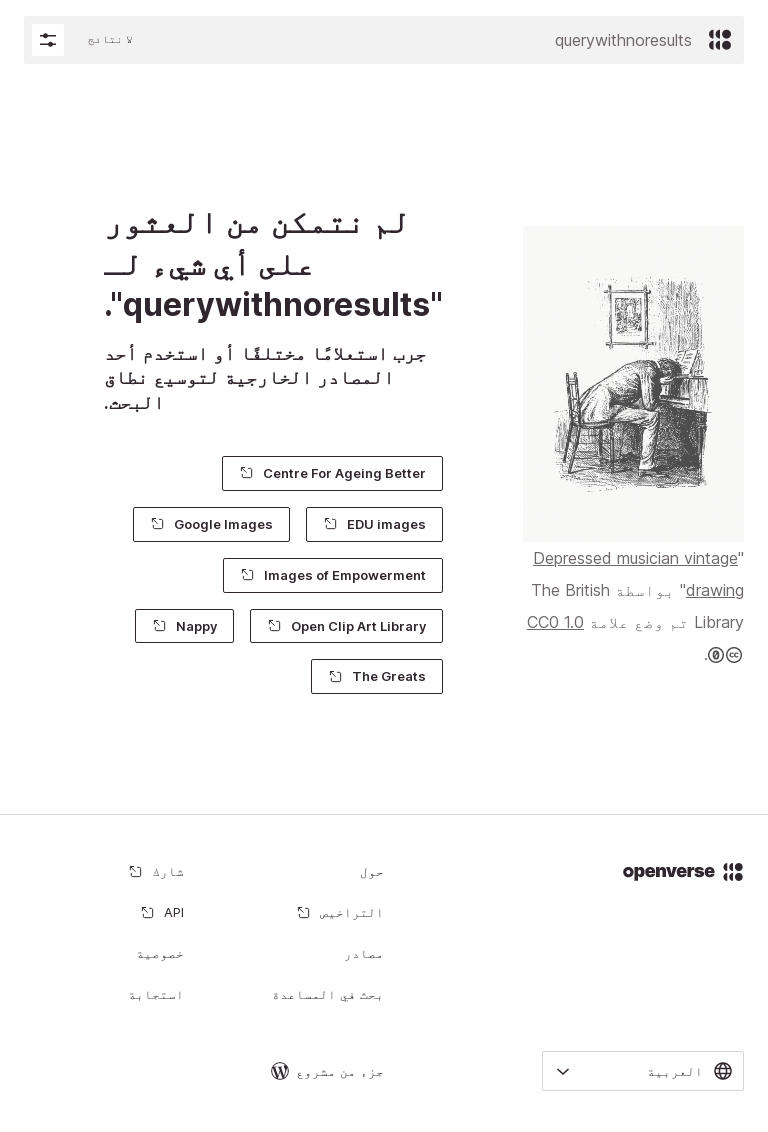 querywithnoresults
لا نتائج
لم نتمكن من العثور
على أي شيء لـ
"querywithnoresults".
جرب استعلامًا مختلفًا أو استخدم أحد
المصادر الخارجية لتوسيع نطاق
البحث.
Centre For Ageing Better
EDU images
Google Images
Images of Empowerment
Open Clip Art Library
Nappy
The Greats
"Depressed musician vintage
drawing" بواسطة The British
Library تم وضع علامة CC0 1.0
.
openverse
حول
شارك
التراخيص
API
مصادر
خصوصية
بحث في المساعدة
استجابة
العربية
جزء من مشروع